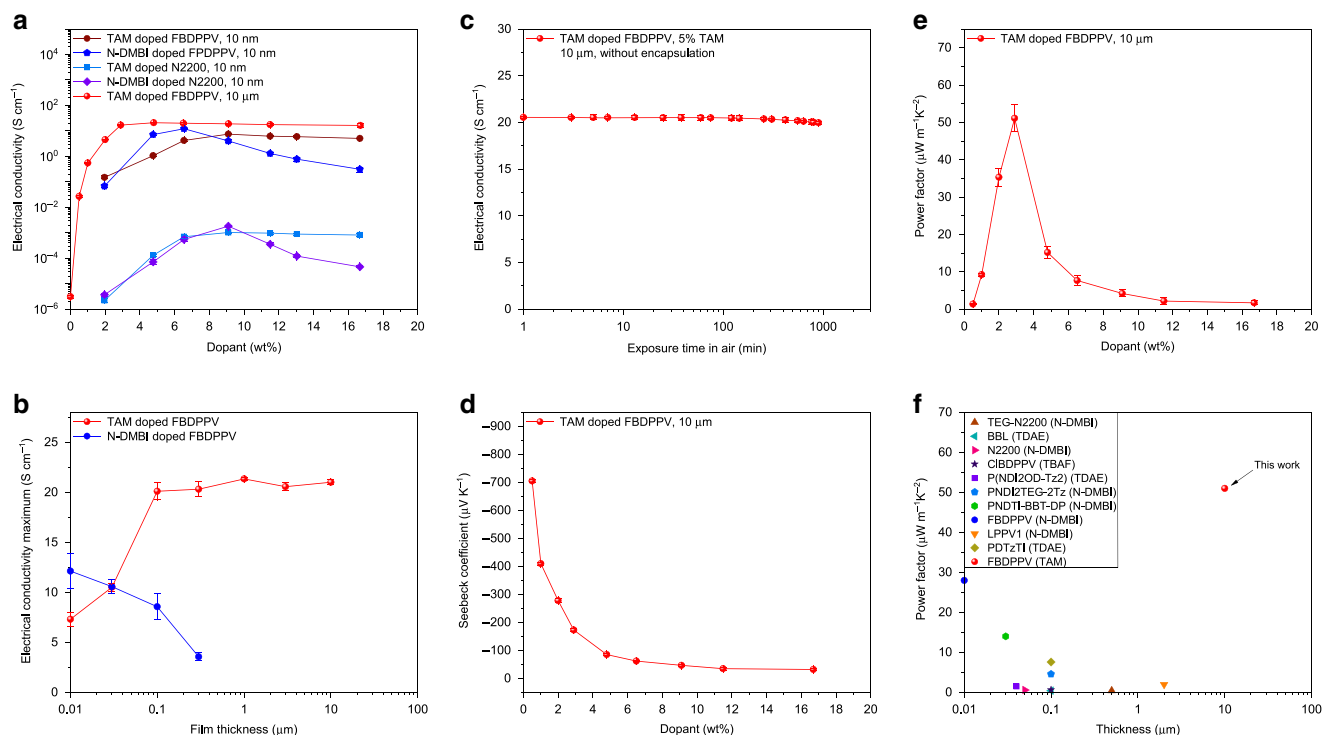 a
TAM doped FBDPPV, 10 nm
N-DMBI doped FPDPPV, 10 nm
TAM doped N2200, 10 nm
N-DMBI doped N2200, 10 nm
TAM doped FBDPPV, 10 μm
Electrical conductivity (S cm⁻¹)
10⁴
10²
10⁰
10⁻²
10⁻⁴
10⁻⁶
0 2 4 6 8 10 12 14 16 18 20
Dopant (wt%)
c
TAM doped FBDPPV, 5% TAM
10 μm, without encapsulation
Electrical conductivity (S cm⁻¹)
30
25
20
15
10
5
0
1 10 100 1000
Exposure time in air (min)
e
TAM doped FBDPPV, 10 μm
Power factor (μW m⁻¹K⁻²)
70
60
50
40
30
20
10
0
0 2 4 6 8 10 12 14 16 18 20
Dopant (wt%)
b
TAM doped FBDPPV
N-DMBI doped FBDPPV
Electrical conductivity maximum (S cm⁻¹)
25
20
15
10
5
0
0.01 0.1 1 10 100
Film thickness (μm)
d
TAM doped FBDPPV, 10 μm
Seebeck coefficient (μV K⁻¹)
−900
−800
−700
−600
−500
−400
−300
−200
−100
0
0 2 4 6 8 10 12 14 16 18 20
Dopant (wt%)
f
TEG-N2200 (N-DMBI)
BBL (TDAE)
N2200 (N-DMBI)
ClBDPPV (TBAF)
P(NDI2OD-Tz2) (TDAE)
PNDI2TEG-2Tz (N-DMBI)
PNDTI-BBT-DP (N-DMBI)
FBDPPV (N-DMBI)
LPPV1 (N-DMBI)
PDTzTI (TDAE)
FBDPPV (TAM)
This work
Power factor (μW m⁻¹K⁻²)
70
60
50
40
30
20
10
0
0.01 0.1 1 10 100
Thickness (μm)